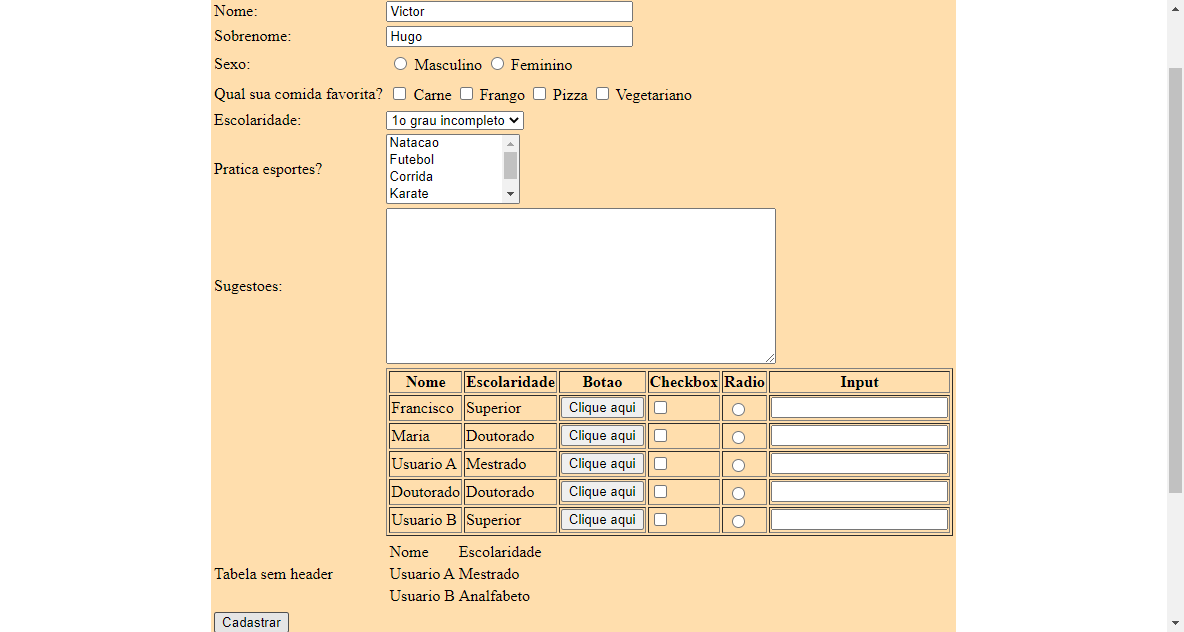 Nome: Victor
Sobrenome: Hugo
Sexo: Masculino Feminino
Qual sua comida favorita? Carne Frango Pizza Vegetariano
Escolaridade: 1o grau incompleto
Pratica esportes?
Natacao
Futebol
Corrida
Karate
Sugestoes:
Nome Escolaridade Botao Checkbox Radio Input
Francisco Superior Clique aqui
Maria Doutorado Clique aqui
Usuario A Mestrado Clique aqui
Doutorado Doutorado Clique aqui
Usuario B Superior Clique aqui
Tabela sem header
Nome Escolaridade
Usuario A Mestrado
Usuario B Analfabeto
Cadastrar